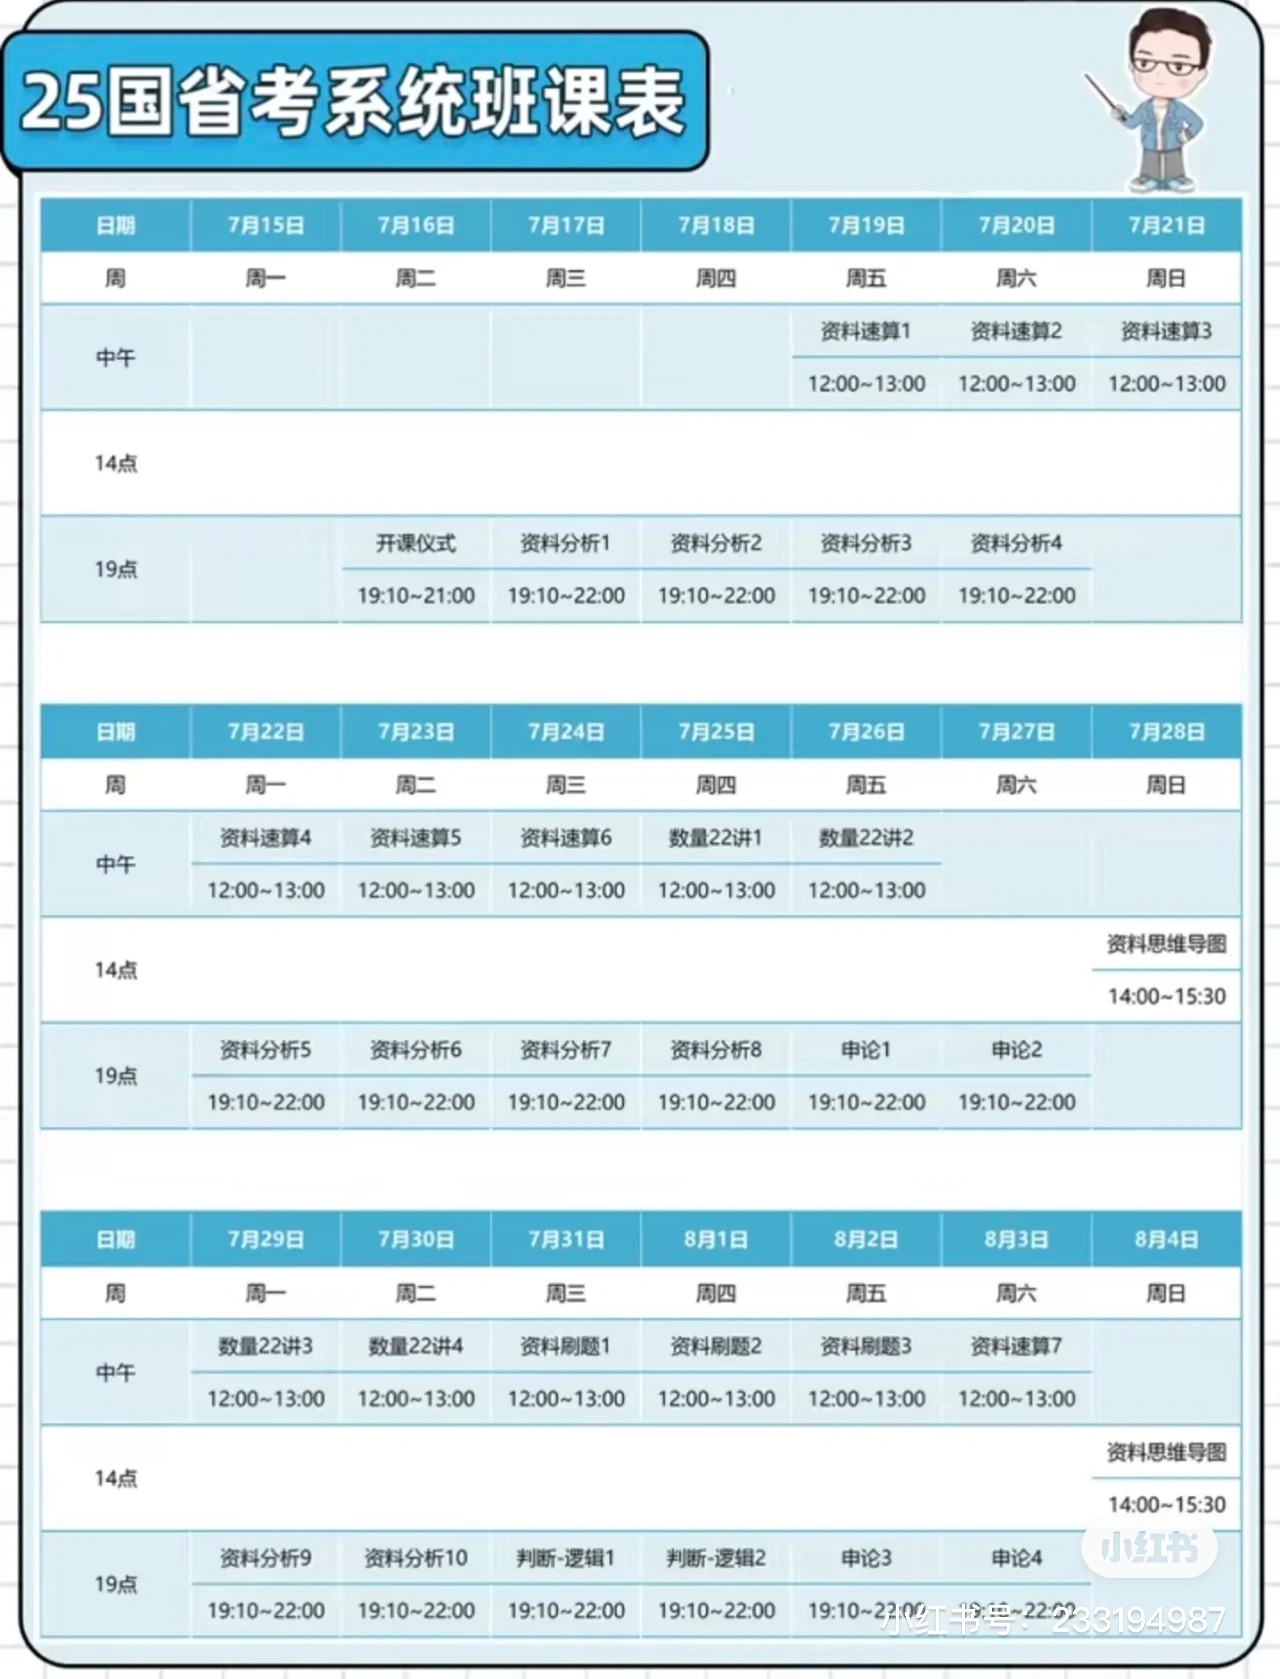 25国省考系统班课表
日期 7月15日 7月16日 7月17日 7月18日 7月19日 7月20日 7月21日
周 周一 周二 周三 周四 周五 周六 周日
资料速算1 资料速算2 资料速算3
中午
12:00~13:00 12:00~13:00 12:00~13:00
14点
开课仪式 资料分析1 资料分析2 资料分析3 资料分析4
19点
19:10~21:00 19:10~22:00 19:10~22:00 19:10~22:00 19:10~22:00
日期 7月22日 7月23日 7月24日 7月25日 7月26日 7月27日 7月28日
周 周一 周二 周三 周四 周五 周六 周日
资料速算4 资料速算5 资料速算6 数量22讲1 数量22讲2
中午
12:00~13:00 12:00~13:00 12:00~13:00 12:00~13:00 12:00~13:00
资料思维导图
14点
14:00~15:30
资料分析5 资料分析6 资料分析7 资料分析8 申论1 申论2
19点
19:10~22:00 19:10~22:00 19:10~22:00 19:10~22:00 19:10~22:00 19:10~22:00
日期 7月29日 7月30日 7月31日 8月1日 8月2日 8月3日 8月4日
周 周一 周二 周三 周四 周五 周六 周日
数量22讲3 数量22讲4 资料刷题1 资料刷题2 资料刷题3 资料速算7
中午
12:00~13:00 12:00~13:00 12:00~13:00 12:00~13:00 12:00~13:00 12:00~13:00
资料思维导图
14点
14:00~15:30
小红书
资料分析9 资料分析10 判断-逻辑1 判断-逻辑2 申论3 申论4
19点
19:10~22:00 19:10~22:00 19:10~22:00 19:10~22:00 19:10~22:00
小红书号：233194987